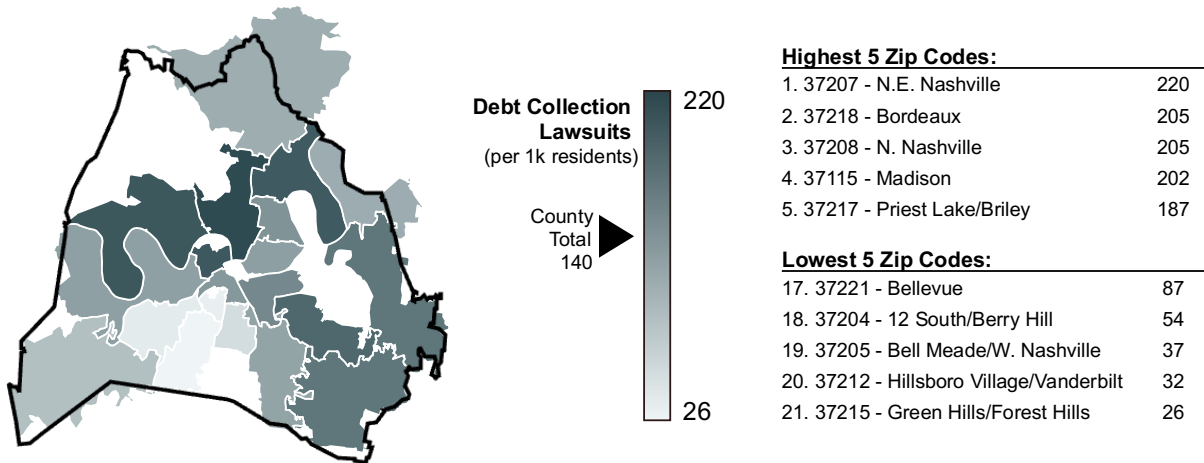 Debt Collection
Lawsuits
(per 1k residents)
220
County
Total
140
26
Highest 5 Zip Codes:
1. 37207 - N.E. Nashville 220
2. 37218 - Bordeaux 205
3. 37208 - N. Nashville 205
4. 37115 - Madison 202
5. 37217 - Priest Lake/Briley 187
Lowest 5 Zip Codes:
17. 37221 - Bellevue 87
18. 37204 - 12 South/Berry Hill 54
19. 37205 - Bell Meade/W. Nashville 37
20. 37212 - Hillsboro Village/Vanderbilt 32
21. 37215 - Green Hills/Forest Hills 26